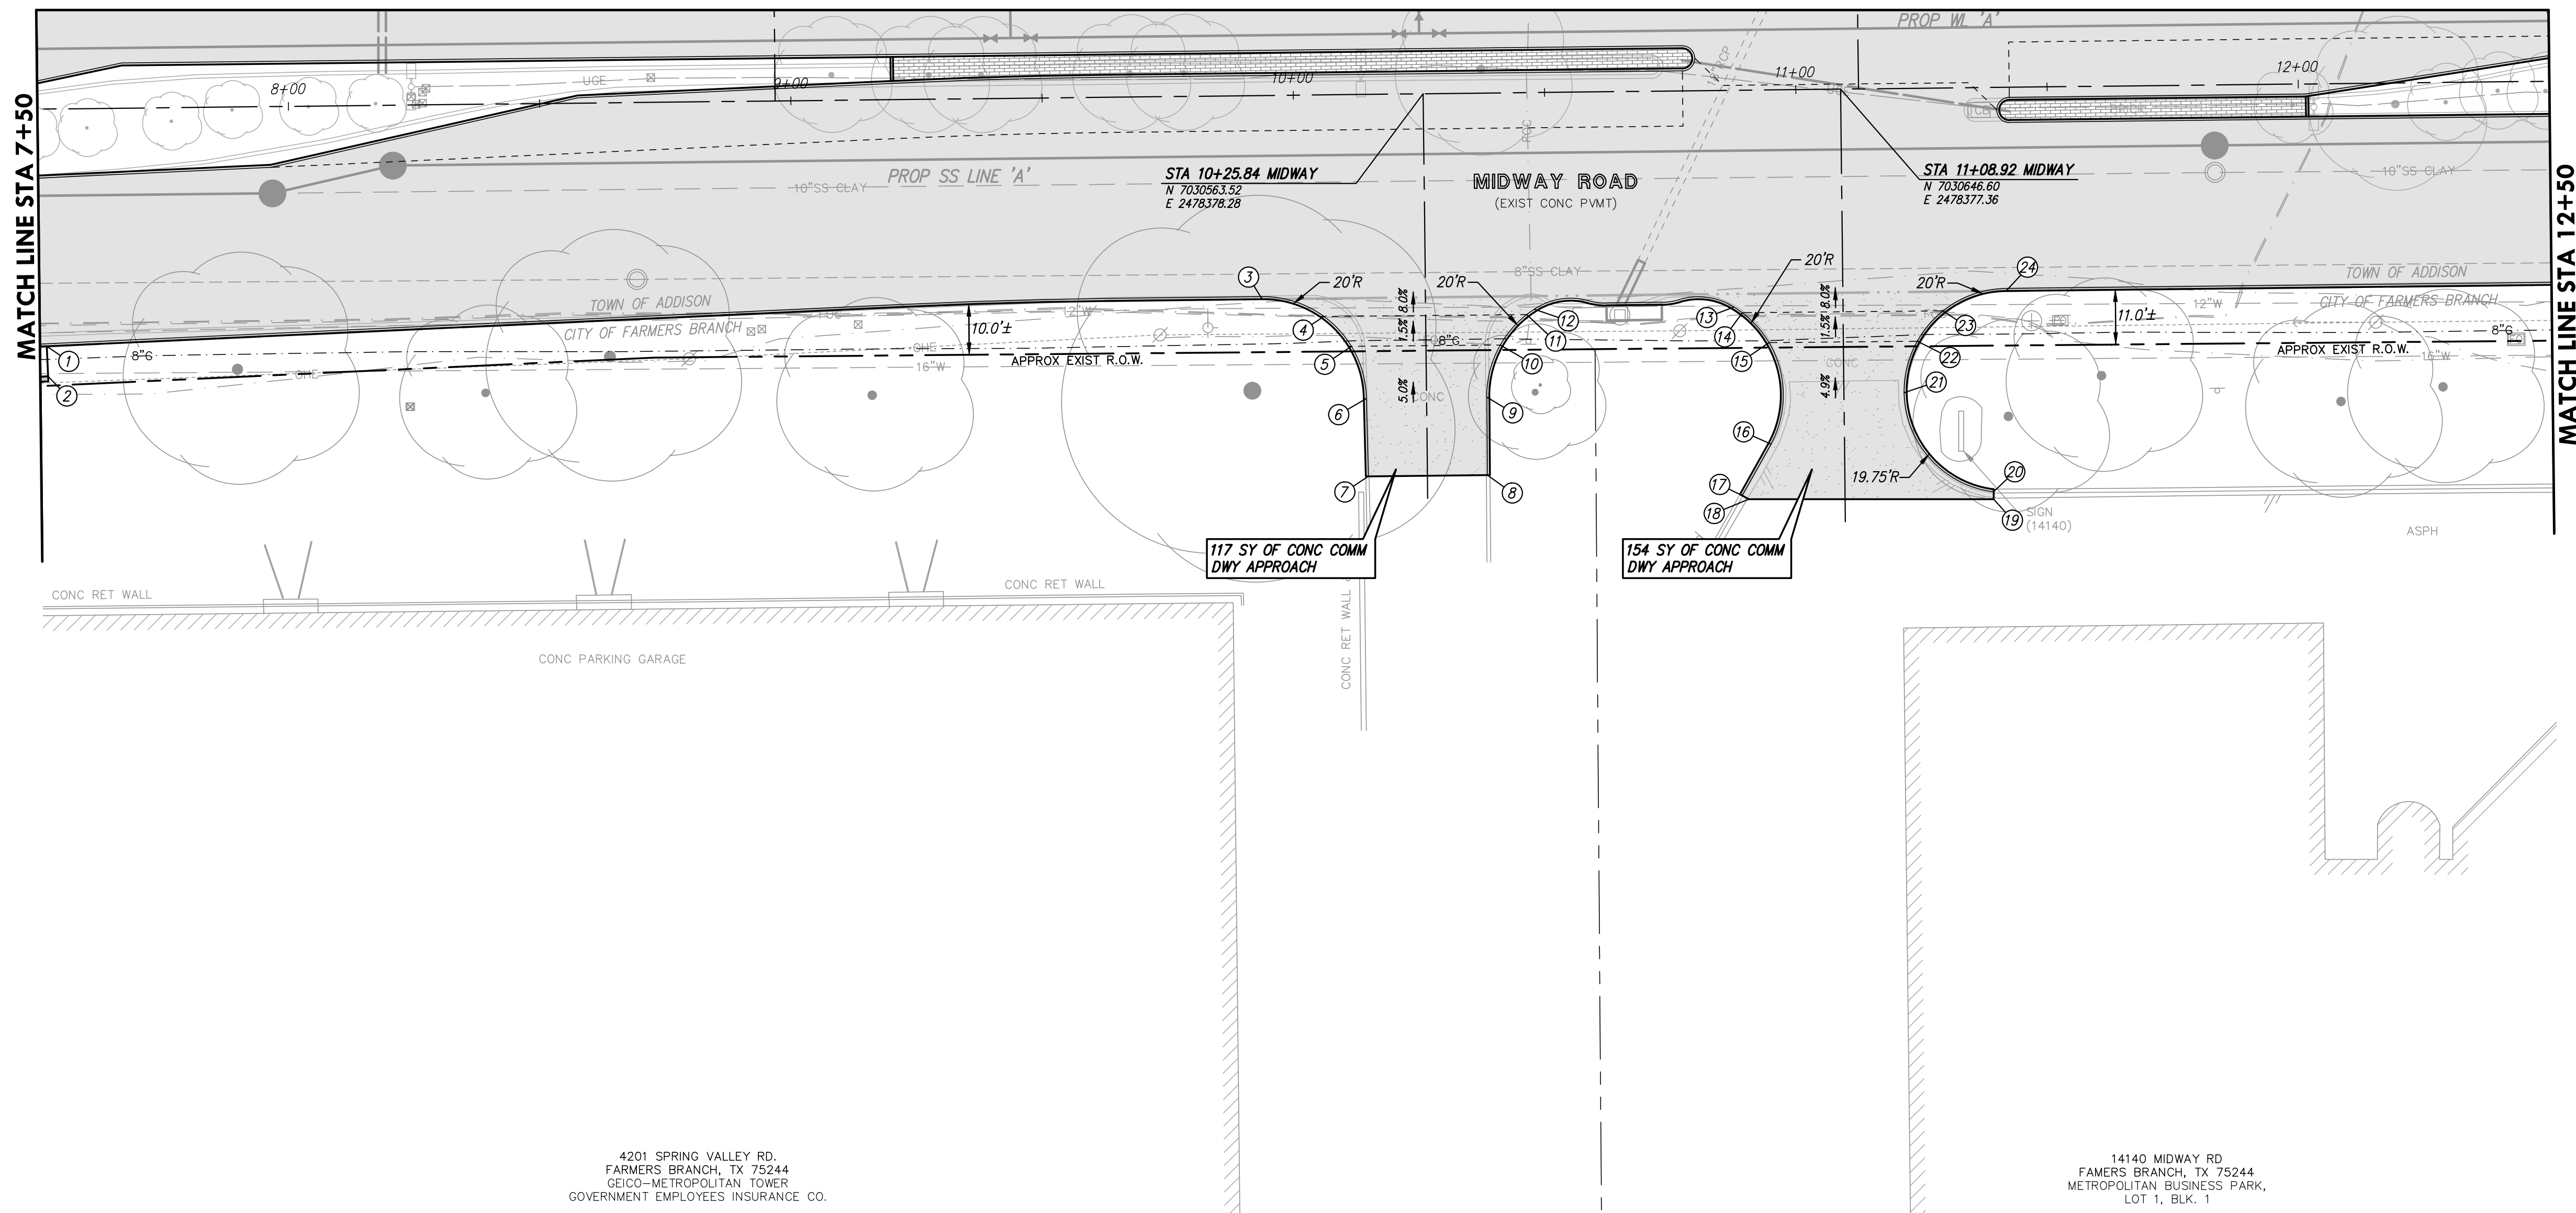 PROP WL 'A'
UGE
8+00
9+00
10+00
11+00
12+00
MATCH LINE STA 7+50
MATCH LINE STA 12+50
PROP SS LINE 'A'
10"SS CLAY
STA 10+25.84 MIDWAY
N 7030563.52
E 2478378.28
MIDWAY ROAD
(EXIST CONC PVMT)
STA 11+08.92 MIDWAY
N 7030646.60
E 2478377.36
10"SS CLAY
RCC
8"SS CLAY
TOWN OF ADDISON
CITY OF FARMERS BRANCH
TOWN OF ADDISON
CITY OF FARMERS BRANCH
12"W
12"W
3
20'R
20'R
20'R
20'R
24
4
12
11
13
14
23
5
10
15
22
10.0'±
11.0'±
8.0%
1.5%
5.0%
8.0%
1.5%
4.9%
1
2
8"G
OHE
OHE
16"W
APPROX EXIST R.O.W.
8"G
8"G
APPROX EXIST R.O.W.
16"W
CONC
CONC
6
9
21
16
19.75'R
7
8
17
18
20
19
SIGN
(14140)
ASPH
117 SY OF CONC COMM
DWY APPROACH
154 SY OF CONC COMM
DWY APPROACH
CONC RET WALL
CONC RET WALL
CONC RET WALL
CONC PARKING GARAGE
4201 SPRING VALLEY RD.
FARMERS BRANCH, TX 75244
GEICO-METROPOLITAN TOWER
GOVERNMENT EMPLOYEES INSURANCE CO.
14140 MIDWAY RD
FAMERS BRANCH, TX 75244
METROPOLITAN BUSINESS PARK,
LOT 1, BLK. 1